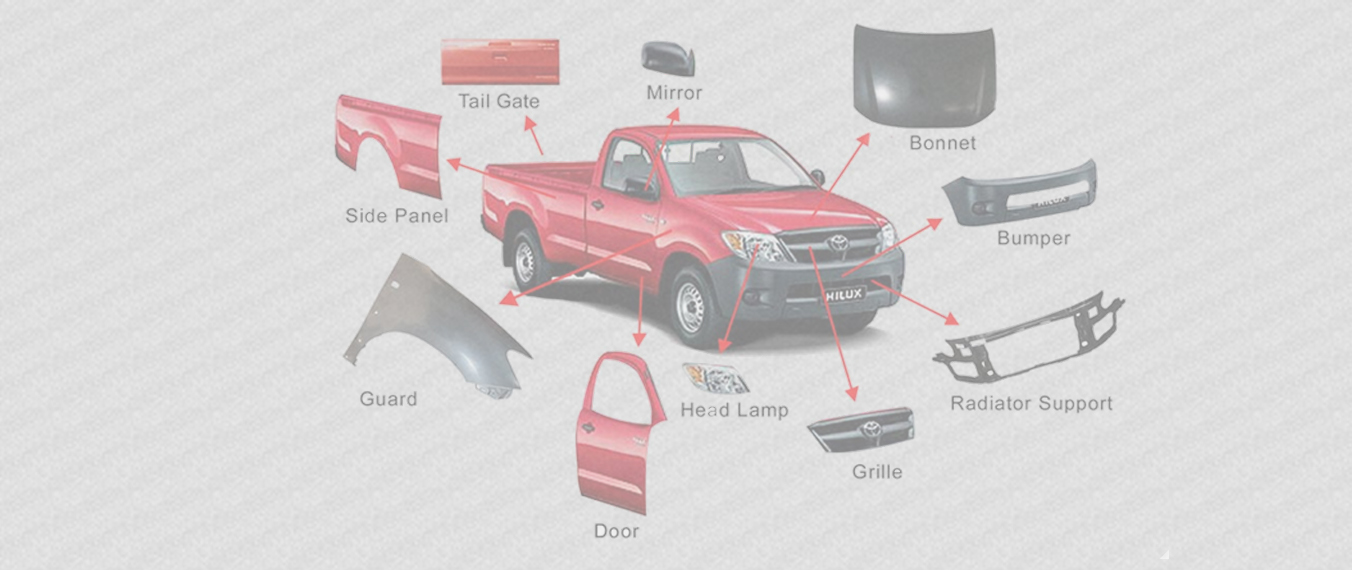 Tail Gate
Mirror
Bonnet
Side Panel
Bumper
HILUX
HILUX
Guard
Head Lamp
Radiator Support
Grille
Door